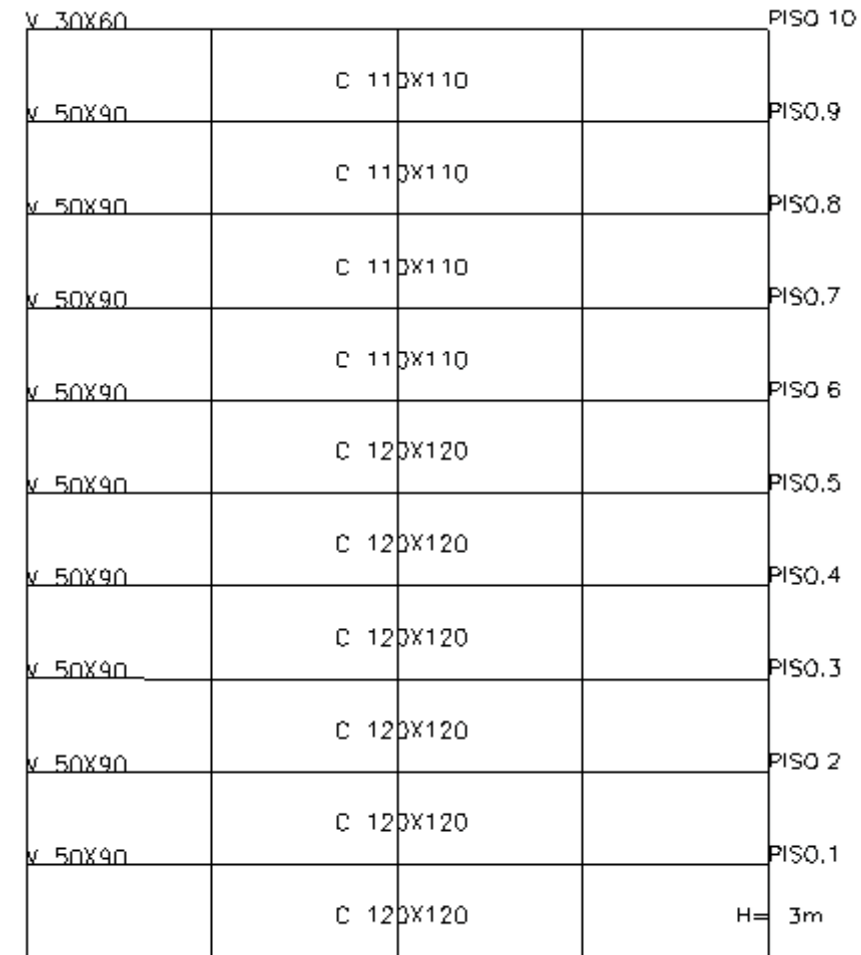 V 30X60 PISO 10
C 110X110
V 50X90 PISO.9
C 110X110
V 50X90 PISO.8
C 110X110
V 50X90 PISO.7
C 110X110
V 50X90 PISO 6
C 120X120
V 50X90 PISO.5
C 120X120
V 50X90 PISO.4
C 120X120
V 50X90 PISO.3
C 120X120
V 50X90 PISO 2
C 120X120
V 50X90 PISO.1
C 120X120 H= 3m